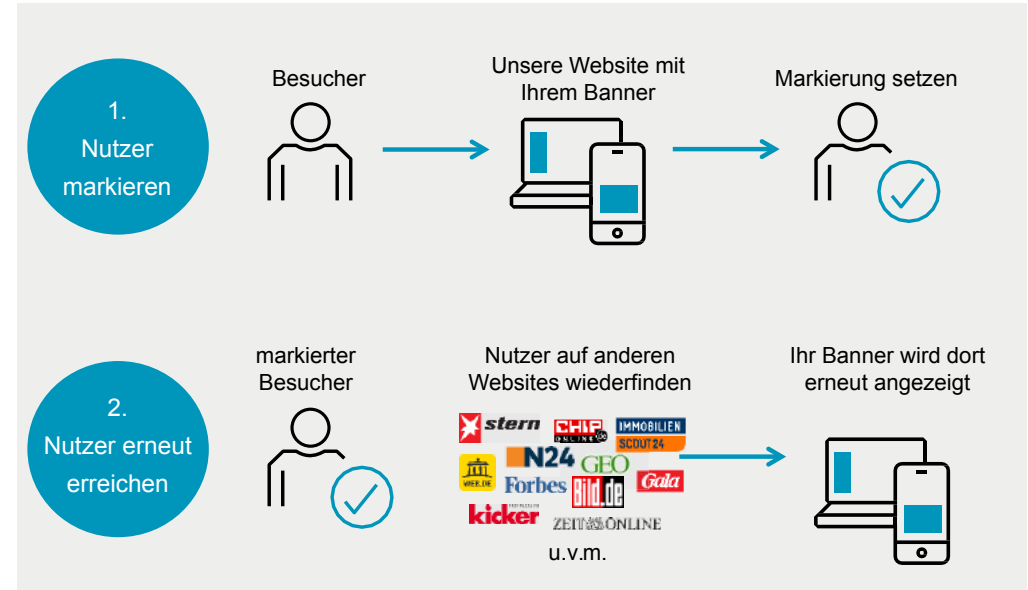 1.
Nutzer
markieren
Besucher
Unsere Website mit
Ihrem Banner
Markierung setzen
2.
Nutzer erneut
erreichen
markierter
Besucher
Nutzer auf anderen
Websites wiederfinden
stern
CHIP
ONLINE
IMMOBILIEN
SCOUT24
N24
GEO
WEB.DE
Forbes
Bild.de
Gala
kicker
ZEIT ONLINE
u.v.m.
Ihr Banner wird dort
erneut angezeigt